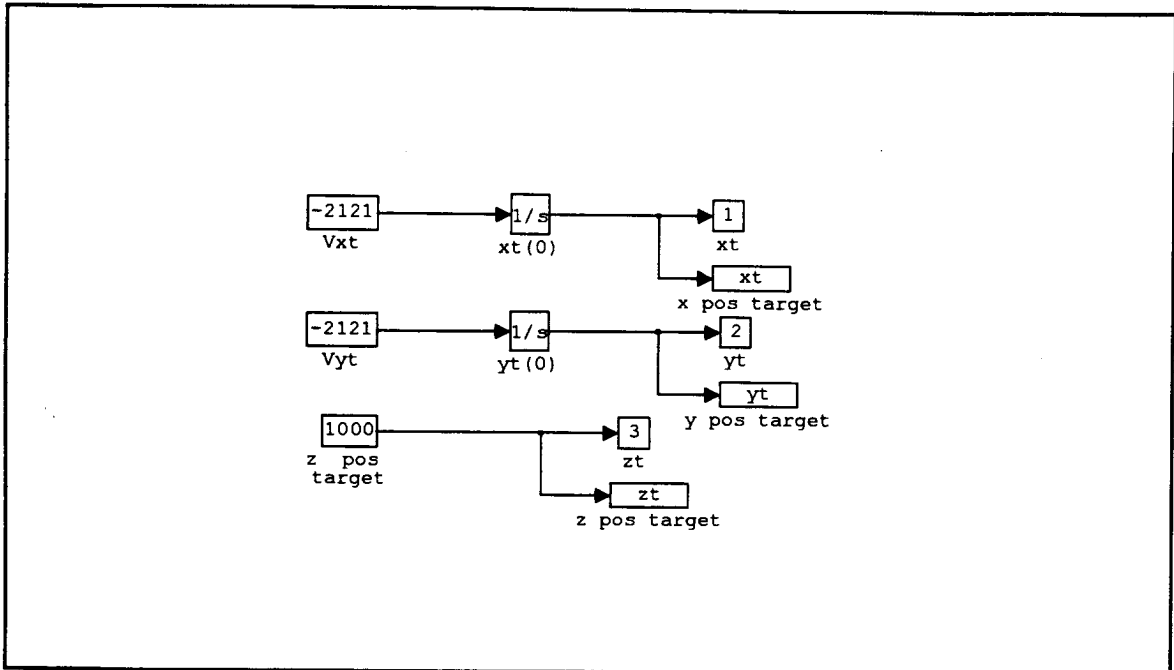 -2121
Vxt
1/s
xt(0)
1
xt
xt
x pos target
-2121
Vyt
1/s
yt(0)
2
yt
yt
y pos target
1000
z pos
target
3
zt
zt
z pos target